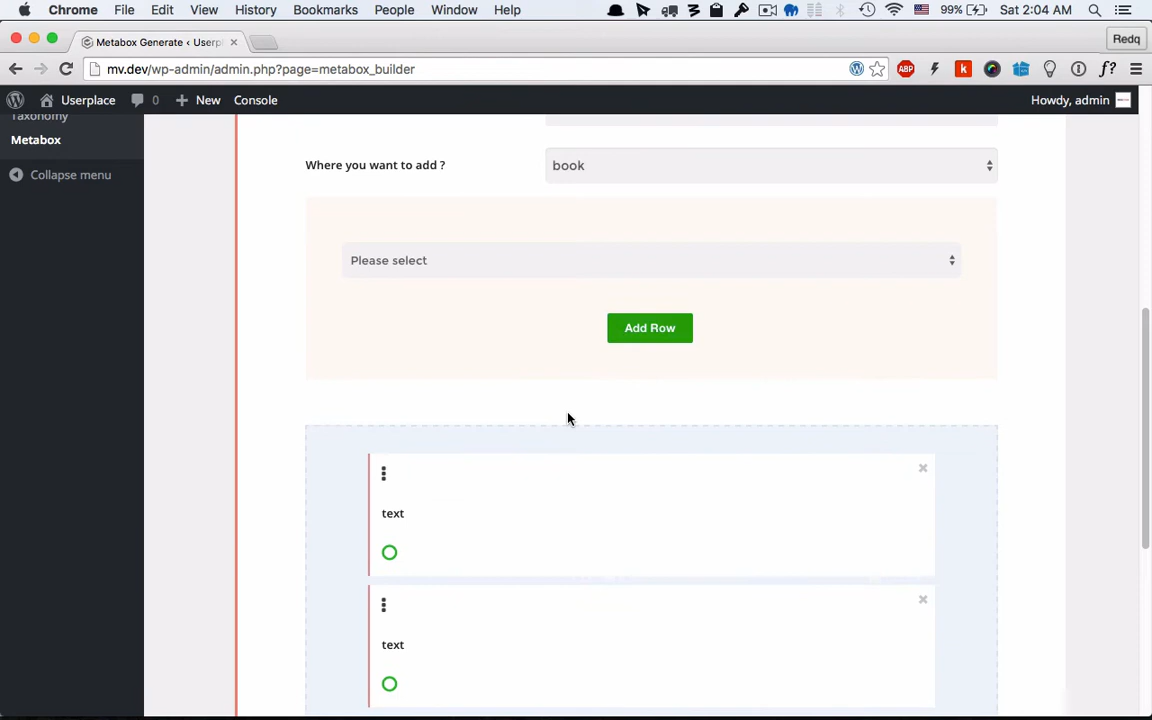 Chrome File Edit View History Bookmarks People Window Help 99% Sat 2:04 AM
Metabox Generate ‹ Userpl Redq
mv.dev/wp-admin/admin.php?page=metabox_builder ABP k f?
Userplace 0 New Console Howdy, admin
Taxonomy
Metabox
Collapse menu
Where you want to add ? book
Please select
Add Row
text
text